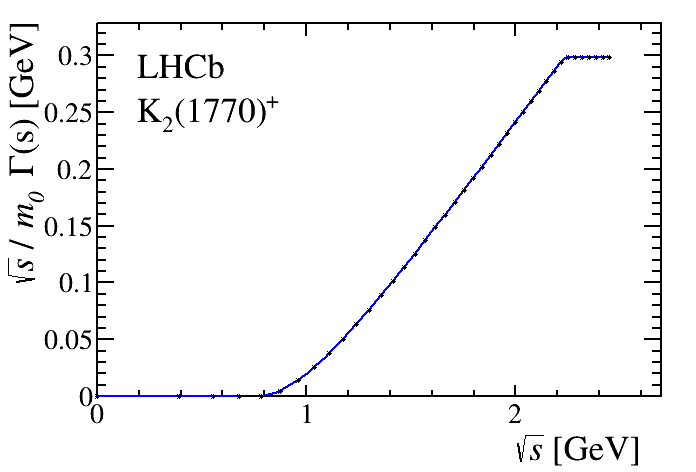 √s / m₀ Γ(s) [GeV]
LHCb
K₂(1770)⁺
0.3
0.25
0.2
0.15
0.1
0.05
0
0 1 2
√s [GeV]